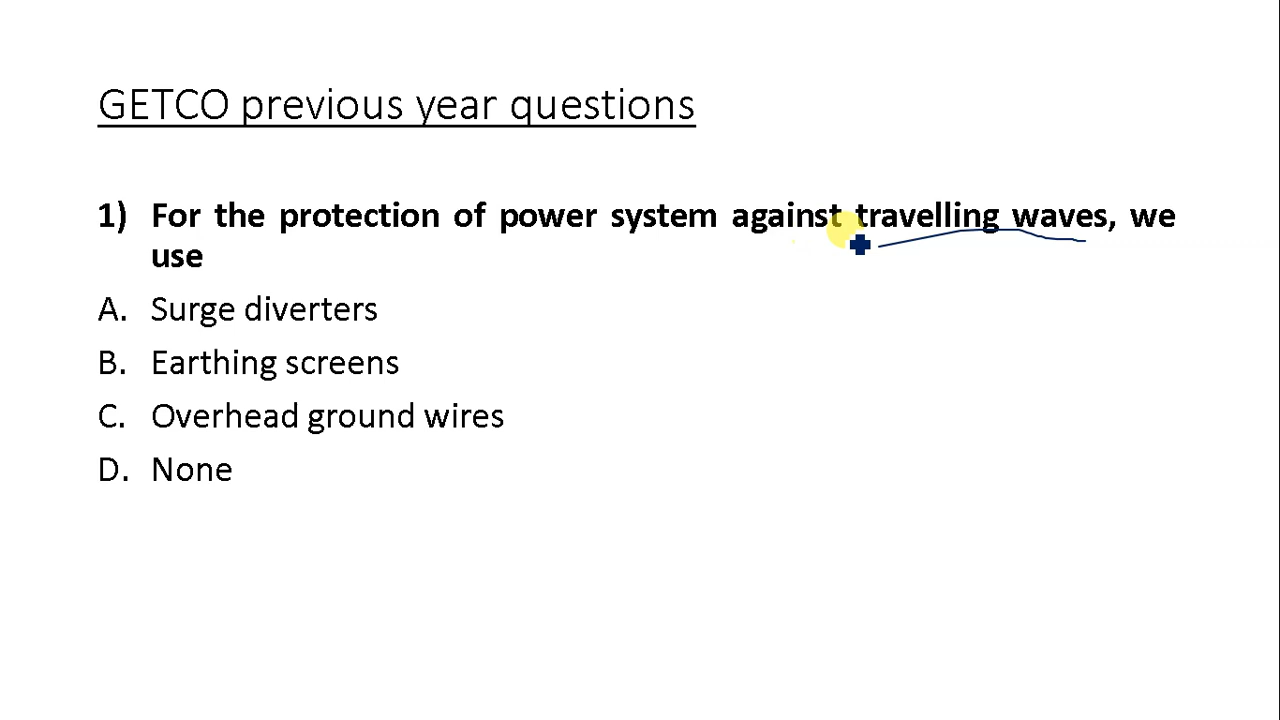 GETCO previous year questions
1) For the protection of power system against travelling waves, we
use
A. Surge diverters
B. Earthing screens
C. Overhead ground wires
D. None